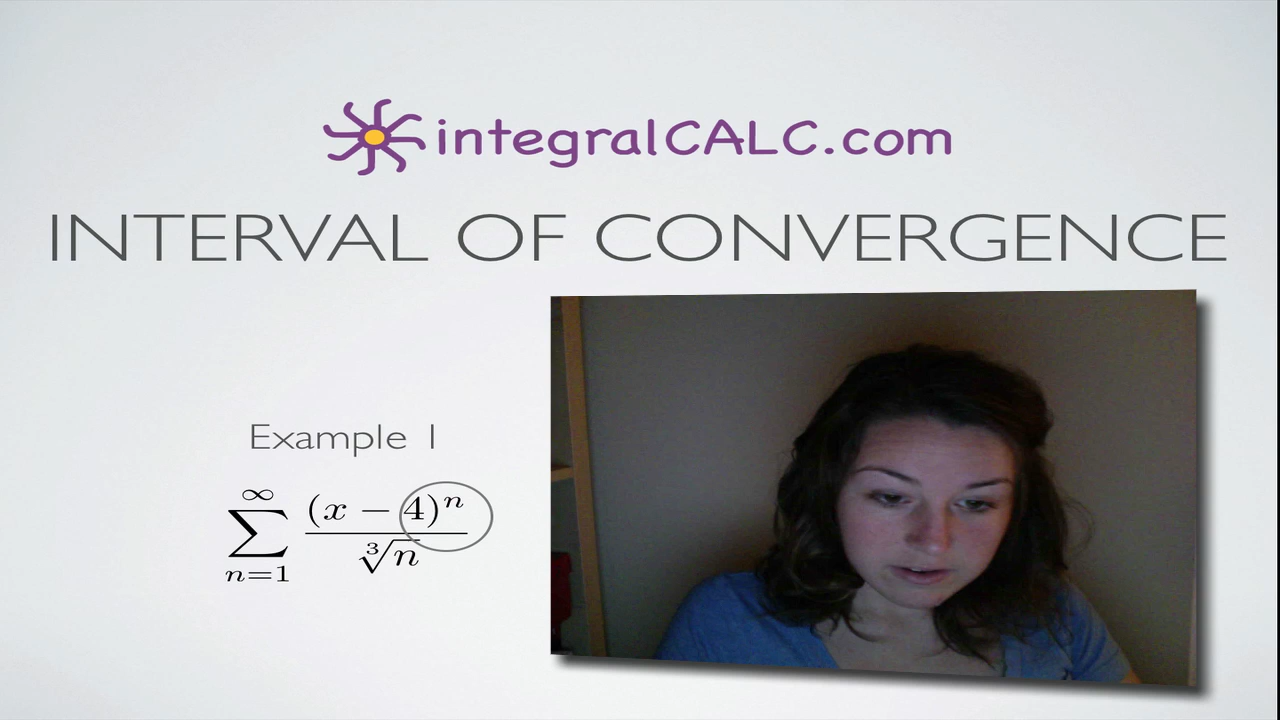 integralCALC.com
INTERVAL OF CONVERGENCE
Example 1
∞
∑ (x − 4)ⁿ / ∛n
n=1